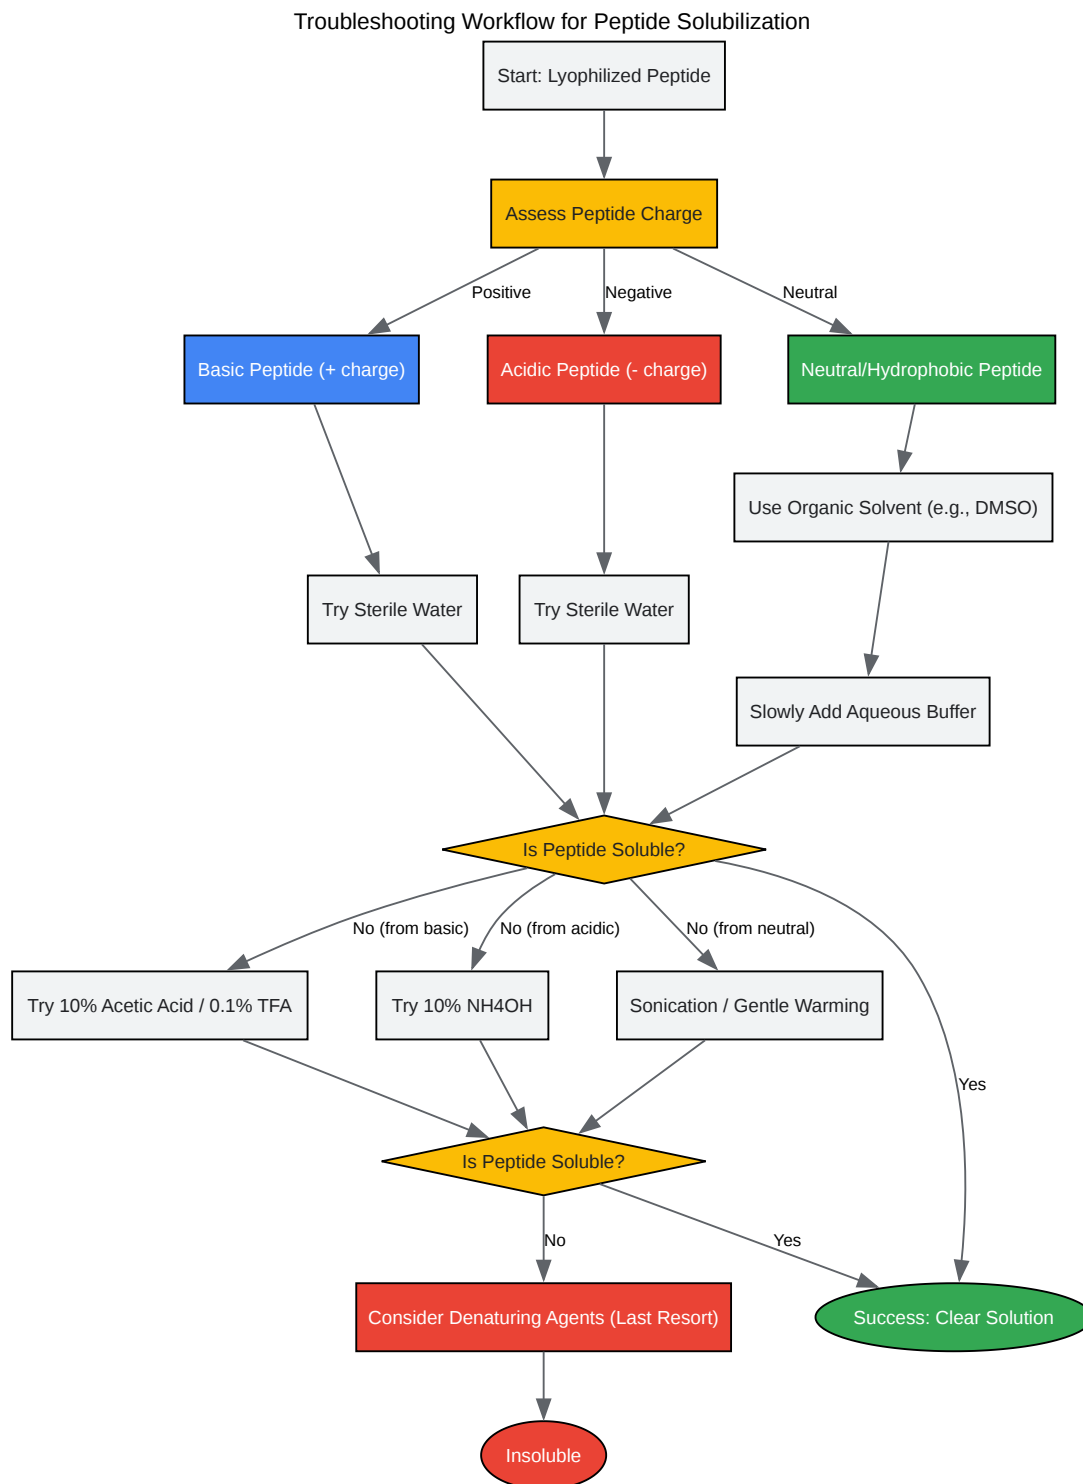 Troubleshooting Workflow for Peptide Solubilization
Start: Lyophilized Peptide
Assess Peptide Charge
Positive
Negative
Neutral
Basic Peptide (+ charge)
Acidic Peptide (- charge)
Neutral/Hydrophobic Peptide
Use Organic Solvent (e.g., DMSO)
Try Sterile Water
Try Sterile Water
Slowly Add Aqueous Buffer
Is Peptide Soluble?
No (from basic)
No (from acidic)
No (from neutral)
Try 10% Acetic Acid / 0.1% TFA
Try 10% NH4OH
Sonication / Gentle Warming
Yes
Is Peptide Soluble?
No
Yes
Consider Denaturing Agents (Last Resort)
Success: Clear Solution
Insoluble